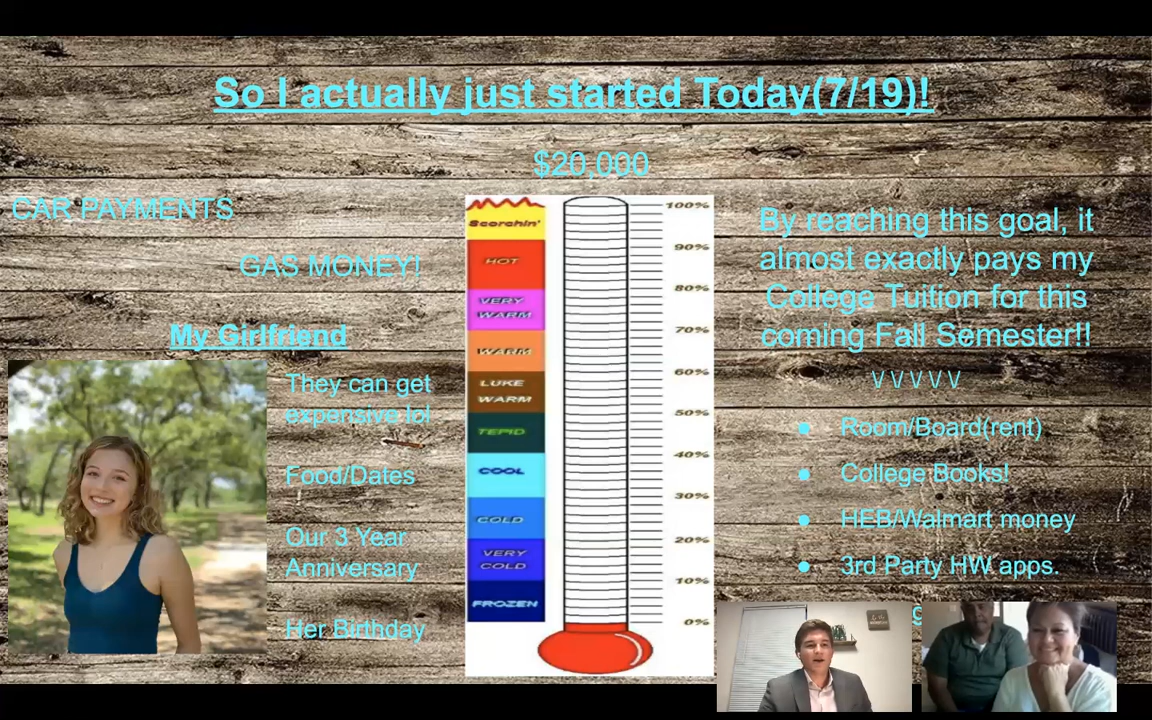 So I actually just started Today(7/19)!
$20,000
CAR PAYMENTS
GAS MONEY!
My Girlfriend
They can get
expensive lol
Food/Dates
Our 3 Year
Anniversary
Her Birthday
Scorchin'
HOT
VERY
WARM
WARM
LUKE
WARM
TEPID
COOL
COLD
VERY
COLD
FROZEN
100%
90%
80%
70%
60%
50%
40%
30%
20%
10%
0%
By reaching this goal, it
almost exactly pays my
College Tuition for this
coming Fall Semester!!
\/ \/ \/ \/ \/
Room/Board(rent)
College Books!
HEB/Walmart money
3rd Party HW apps.